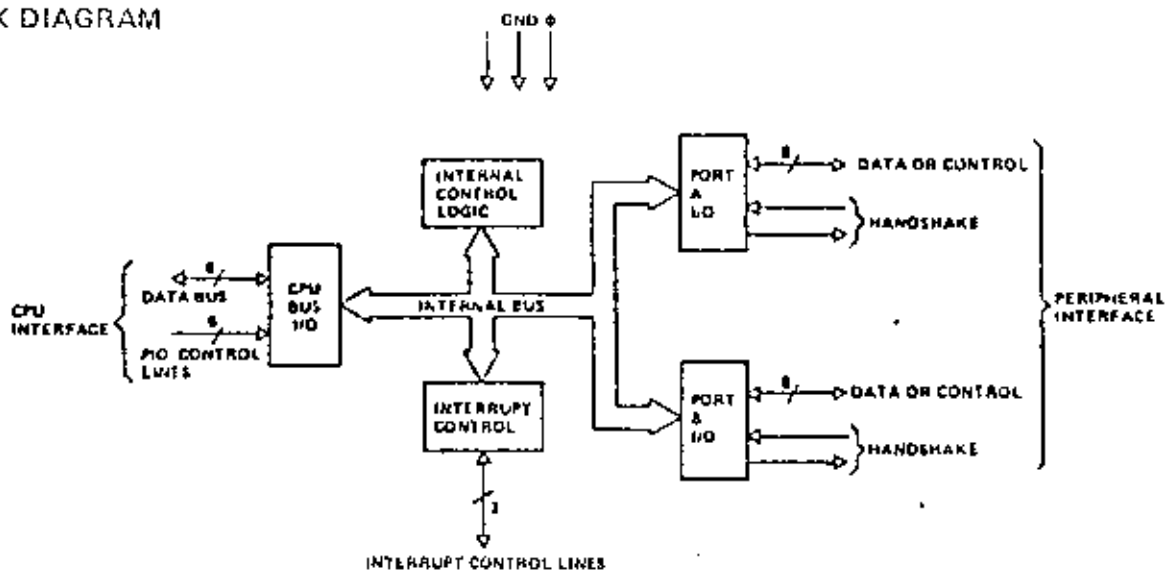 K DIAGRAM
GND Φ
INTERNAL
CONTROL
LOGIC
PORT
A
I/O
8
DATA OR CONTROL
HANDSHAKE
CPU
INTERFACE
8
DATA BUS
6
PIO CONTROL
LINES
CPU
BUS
I/O
INTERNAL BUS
PERIPHERAL
INTERFACE
INTERRUPT
CONTROL
PORT
B
I/O
8
DATA OR CONTROL
HANDSHAKE
3
INTERRUPT CONTROL LINES